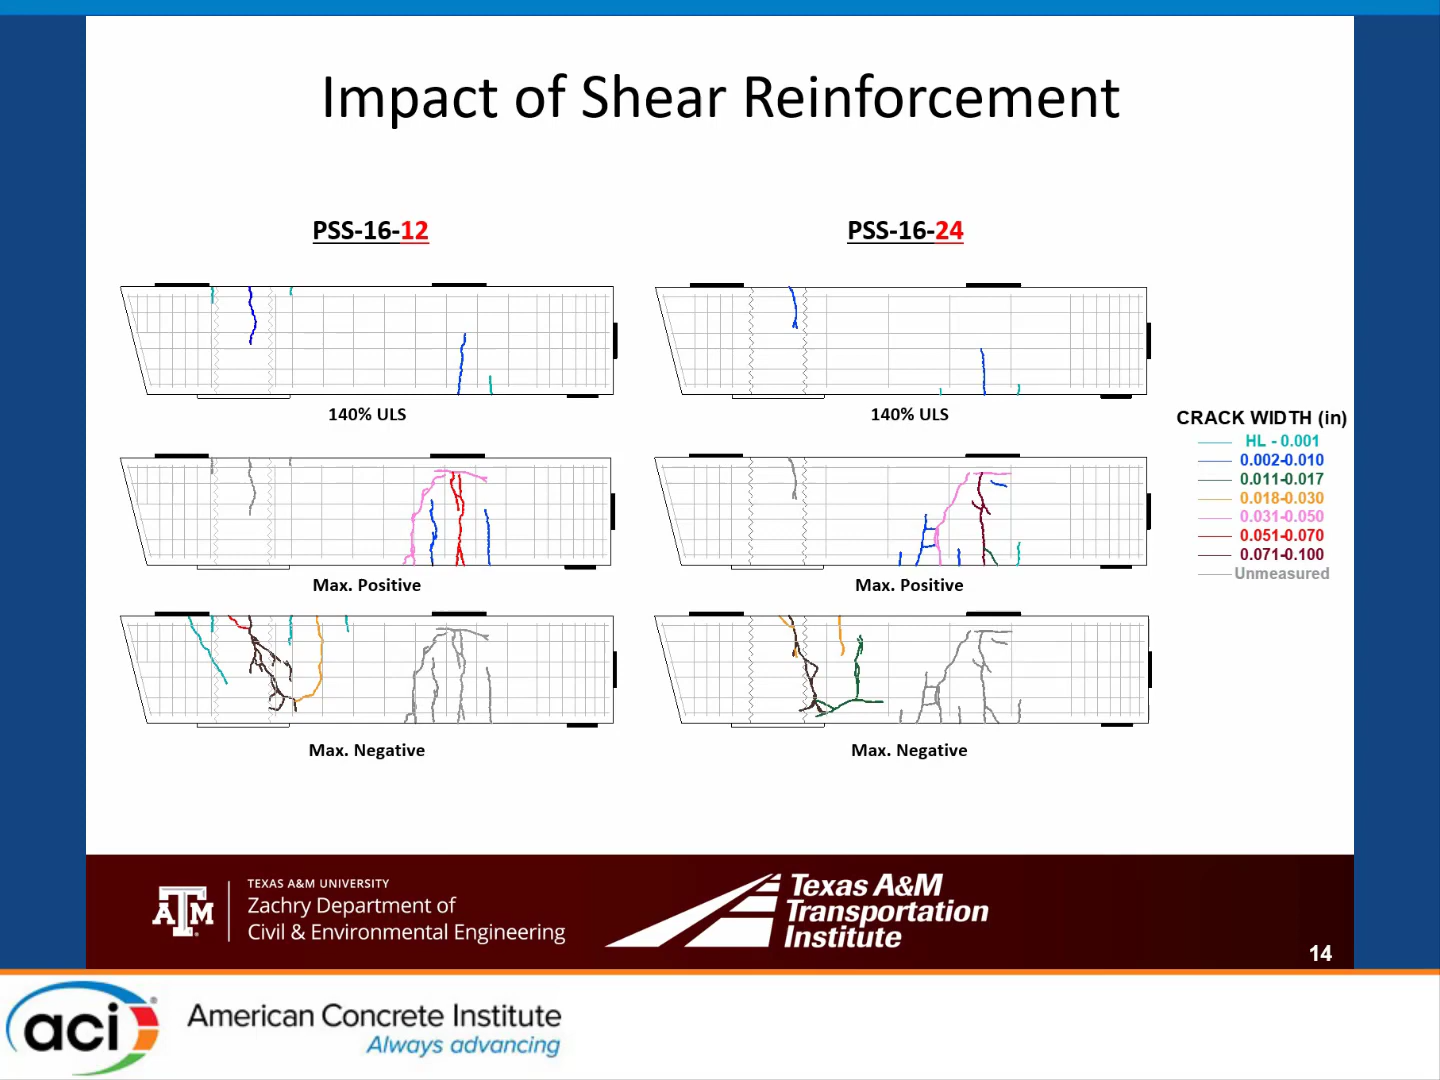 Impact of Shear Reinforcement
PSS-16-12
PSS-16-24
140% ULS
140% ULS
CRACK WIDTH (in)
HL - 0.001
0.002-0.010
0.011-0.017
0.018-0.030
0.031-0.050
0.051-0.070
0.071-0.100
Unmeasured
Max. Positive
Max. Positive
Max. Negative
Max. Negative
ATM
TEXAS A&M UNIVERSITY
Zachry Department of
Civil & Environmental Engineering
Texas A&M
Transportation
Institute
14
aci
American Concrete Institute
Always advancing